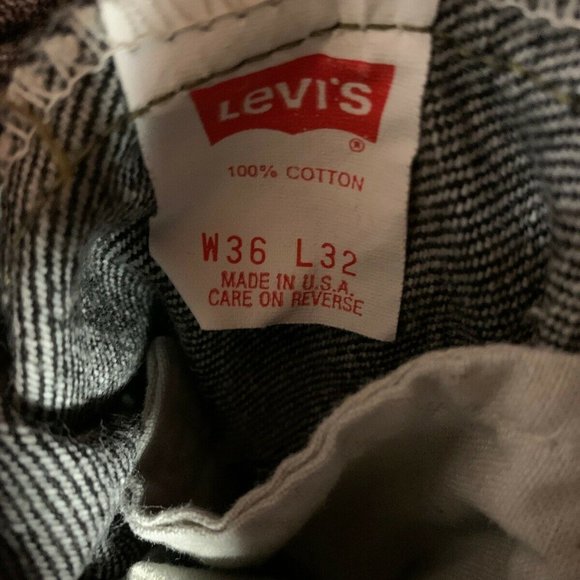 LeVI'S
®
100% COTTON
W36 L32
MADE IN U.S.A.
CARE ON REVERSE